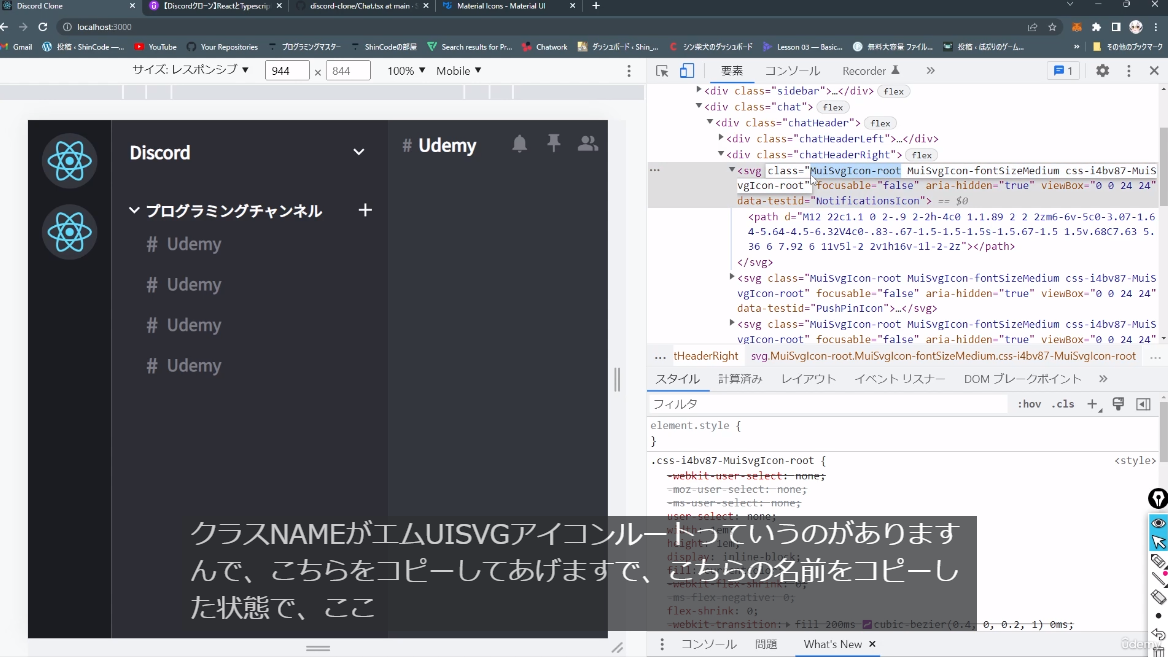 Discord Clone
【Discordクローン】ReactとTypescrip
discord-clone/Chat.tsx at main · S
Material Icons - Material UI
localhost:3000
Gmail
投稿 ‹ ShinCode —...
YouTube
Your Repositories
プログラミングマスター
ShinCodeの部屋
Search results for Pr...
Chatwork
ダッシュボード ‹ Shin_...
シン柴犬のダッシュボード
Lesson 03 — Basic...
無料大容量 ファイル...
投稿 ‹ ぽりのゲーム...
その他のブックマーク
サイズ: レスポンシブ ▼
944
×
844
100% ▼
Mobile ▼
要素
コンソール
Recorder
1
<div class="sidebar">…</div>
flex
<div class="chat">
flex
<div class="chatHeader">
flex
<div class="chatHeaderLeft">…</div>
<div class="chatHeaderRight">
flex
<svg class="MuiSvgIcon-root MuiSvgIcon-fontSizeMedium css-i4bv87-MuiS
vgIcon-root" focusable="false" aria-hidden="true" viewBox="0 0 24 24"
data-testid="NotificationsIcon"> == $0
<path d="M12 22c1.1 0 2-.9 2-2h-4c0 1.1.89 2 2 2zm6-6v-5c0-3.07-1.6
4-5.64-4.5-6.32V4c0-.83-.67-1.5-1.5-1.5s-1.5.67-1.5 1.5v.68C7.63 5.
36 6 7.92 6 11v5l-2 2v1h16v-1l-2-2z"></path>
</svg>
<svg class="MuiSvgIcon-root MuiSvgIcon-fontSizeMedium css-i4bv87-MuiS
vgIcon-root" focusable="false" aria-hidden="true" viewBox="0 0 24 24"
data-testid="PushPinIcon">…</svg>
<svg class="MuiSvgIcon-root MuiSvgIcon-fontSizeMedium css-i4bv87-MuiS
vgIcon-root" focusable="false" aria-hidden="true" viewBox="0 0 24 24"
... tHeaderRight
svg.MuiSvgIcon-root.MuiSvgIcon-fontSizeMedium.css-i4bv87-MuiSvgIcon-root
...
スタイル
計算済み
レイアウト
イベント リスナー
DOM ブレークポイント
フィルタ
:hov
.cls
element.style {
}
.css-i4bv87-MuiSvgIcon-root {
<style>
-webkit-user-select: none;
-moz-user-select: none;
-ms-user-select: none;
user-select: none;
display: inline-block;
-webkit-flex-shrink: 0;
-ms-flex-negative: 0;
flex-shrink: 0;
-webkit-transition: fill 200ms cubic-bezier(0.4, 0, 0.2, 1) 0ms;
コンソール
問題
What's New
Discord
プログラミングチャンネル
+
# Udemy
# Udemy
# Udemy
# Udemy
# Udemy
クラスNAMEがエムUISVGアイコンルートっていうのがあります
んで、こちらをコピーしてあげますで、こちらの名前をコピーし
た状態で、ここ
Udemy